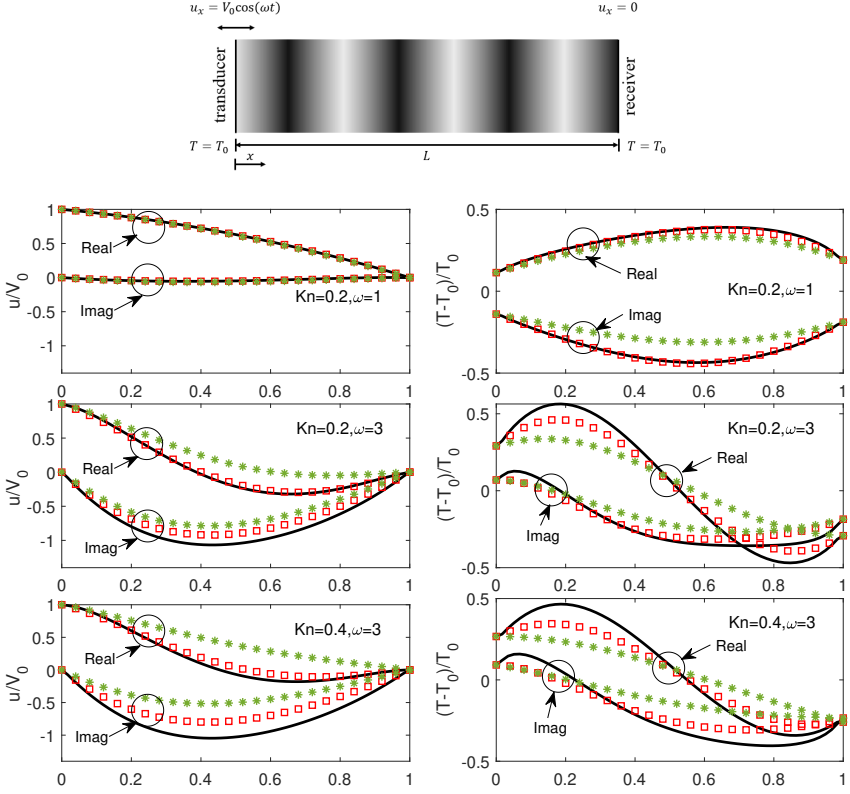 u_x = V_0cos(ωt)
u_x = 0
transducer
receiver
T = T_0
L
T = T_0
x
u/V_0
1
0.5
0
-0.5
-1
Real
Imag
Kn=0.2,ω=1
0 0.2 0.4 0.6 0.8 1
(T-T_0)/T_0
0.5
0
-0.5
Real
Imag
Kn=0.2,ω=1
0 0.2 0.4 0.6 0.8 1
u/V_0
1
0.5
0
-0.5
-1
Kn=0.2,ω=3
Real
Imag
0 0.2 0.4 0.6 0.8 1
(T-T_0)/T_0
0.5
0
-0.5
Kn=0.2,ω=3
Real
Imag
0 0.2 0.4 0.6 0.8 1
u/V_0
1
0.5
0
-0.5
-1
Kn=0.4,ω=3
Real
Imag
0 0.2 0.4 0.6 0.8 1
(T-T_0)/T_0
0.5
0
-0.5
Kn=0.4,ω=3
Real
Imag
0 0.2 0.4 0.6 0.8 1